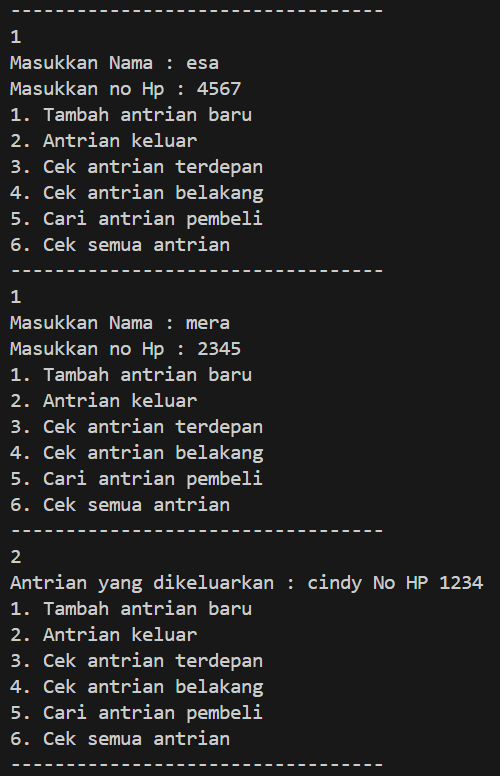 ----------------------------------
1
Masukkan Nama : esa
Masukkan no Hp : 4567
1. Tambah antrian baru
2. Antrian keluar
3. Cek antrian terdepan
4. Cek antrian belakang
5. Cari antrian pembeli
6. Cek semua antrian
----------------------------------
1
Masukkan Nama : mera
Masukkan no Hp : 2345
1. Tambah antrian baru
2. Antrian keluar
3. Cek antrian terdepan
4. Cek antrian belakang
5. Cari antrian pembeli
6. Cek semua antrian
----------------------------------
2
Antrian yang dikeluarkan : cindy No HP 1234
1. Tambah antrian baru
2. Antrian keluar
3. Cek antrian terdepan
4. Cek antrian belakang
5. Cari antrian pembeli
6. Cek semua antrian
----------------------------------